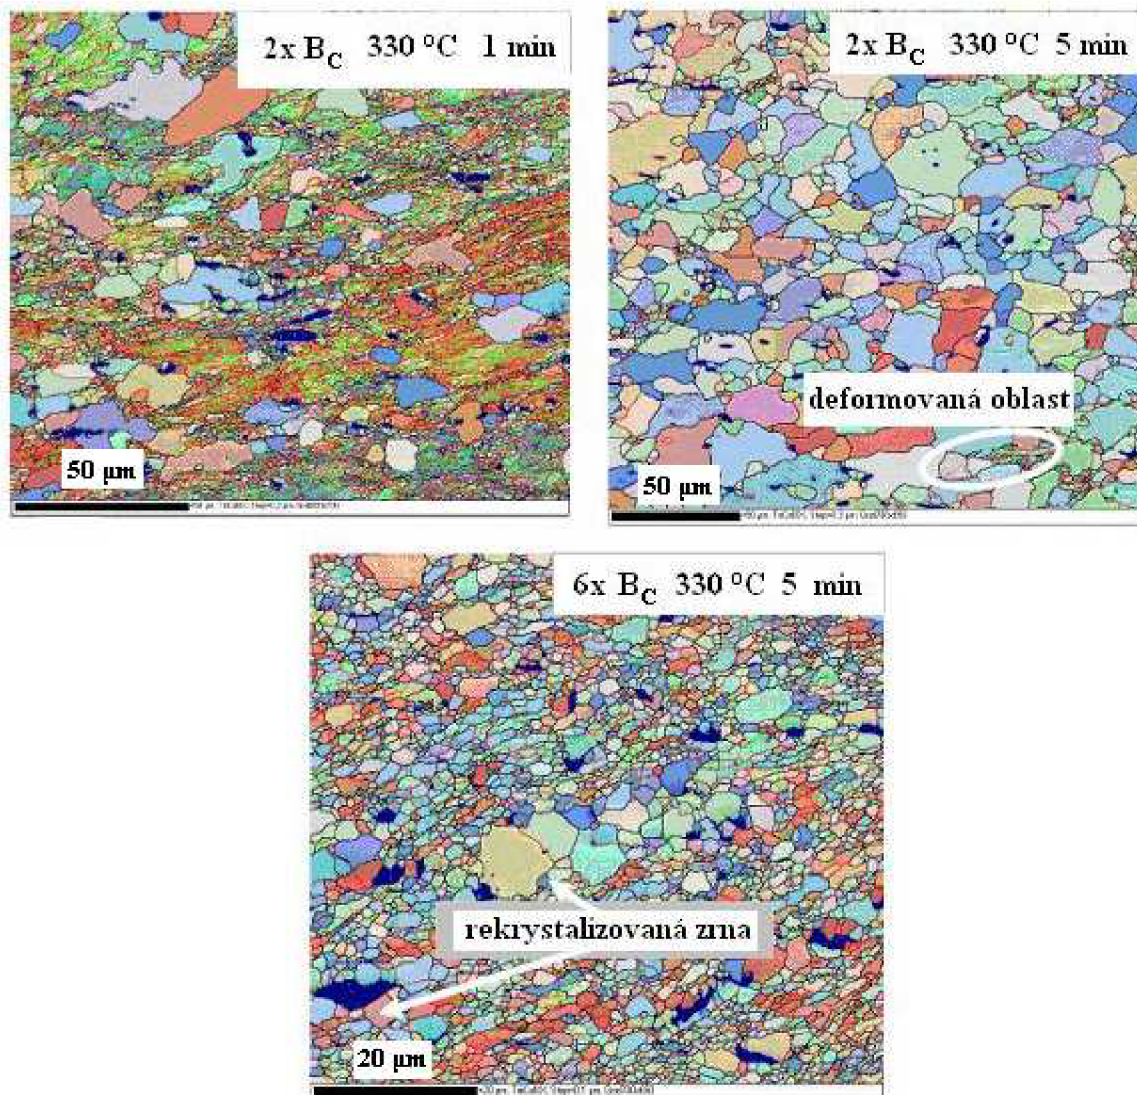 2x B_C 330 °C 1 min
50 µm
2x B_C 330 °C 5 min
deformovaná oblast
50 µm
6x B_C 330 °C 5 min
rekrystalizovaná zrna
20 µm